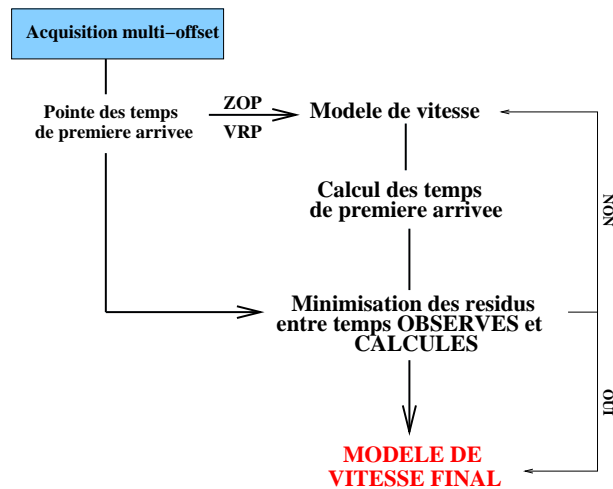 Acquisition multi−offset
Pointe des temps
de premiere arrivee
ZOP
VRP
Modele de vitesse
Calcul des temps
de premiere arrivee
NON
Minimisation des residus
entre temps OBSERVES et
CALCULES
OUI
MODELE DE
VITESSE FINAL